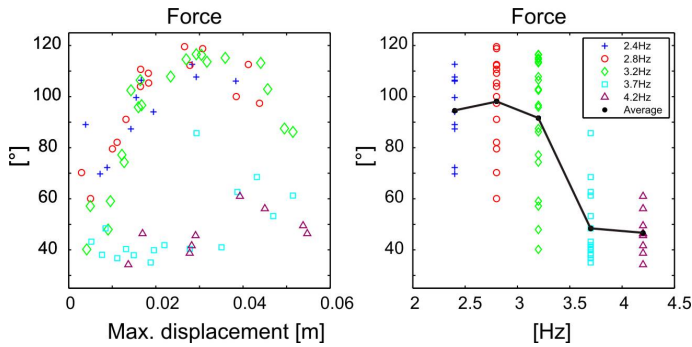 Force
120
100
80
60
40
[°]
0
0.02
0.04
0.06
Max. displacement [m]
Force
120
100
80
60
40
[°]
2
2.5
3
3.5
4
4.5
[Hz]
2.4Hz
2.8Hz
3.2Hz
3.7Hz
4.2Hz
Average